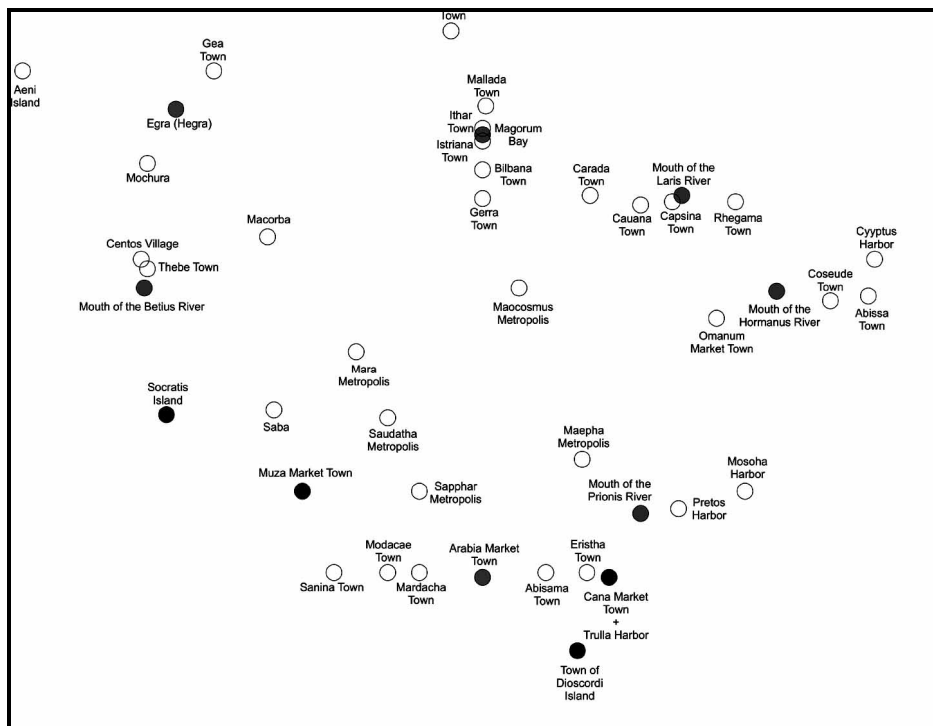 Town
Gea
Town
Aeni
Island
Mallada
Town
Ithar
Town
Magorum
Bay
Egra (Hegra)
Istriana
Town
Mochura
Bilbana
Town
Carada
Town
Mouth of the
Laris River
Gerra
Town
Cauana
Town
Capsina
Town
Rhegama
Town
Macorba
Cyyptus
Harbor
Centos Village
Thebe Town
Coseude
Town
Mouth of the Betius River
Maocosmus
Metropolis
Mouth of the
Hormanus River
Abissa
Town
Omanum
Market Town
Mara
Metropolis
Socratis
Island
Saba
Saudatha
Metropolis
Maepha
Metropolis
Muza Market Town
Sapphar
Metropolis
Mouth of the
Prionis River
Mosoha
Harbor
Pretos
Harbor
Modacae
Town
Arabia Market
Town
Eristha
Town
Sanina Town
Mardacha
Town
Abisama
Town
Cana Market
Town
+
Trulla Harbor
Town of
Dioscordi
Island